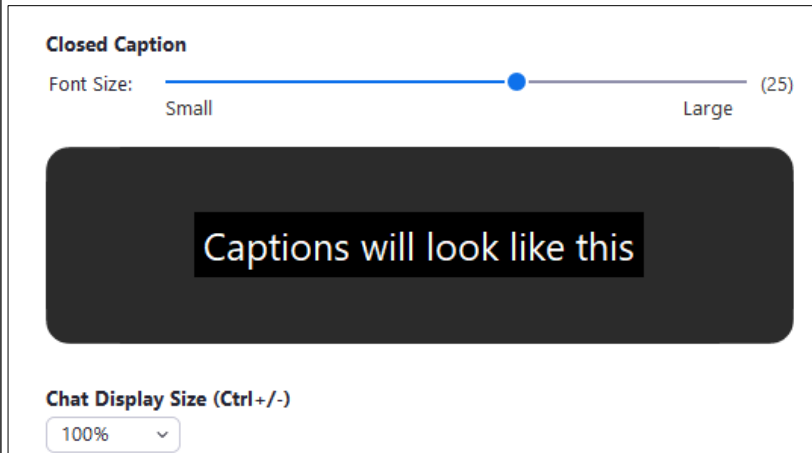 Closed Caption
Font Size: (25)
Small Large
Captions will look like this
Chat Display Size (Ctrl+/-)
100%